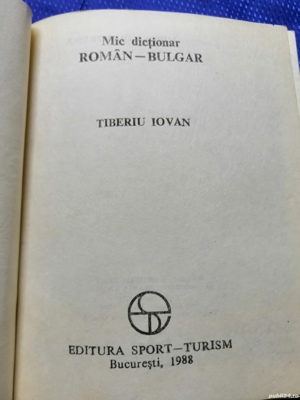 Mic dicționar
ROMÂN—BULGAR
TIBERIU IOVAN
EDITURA SPORT—TURISM
București, 1988